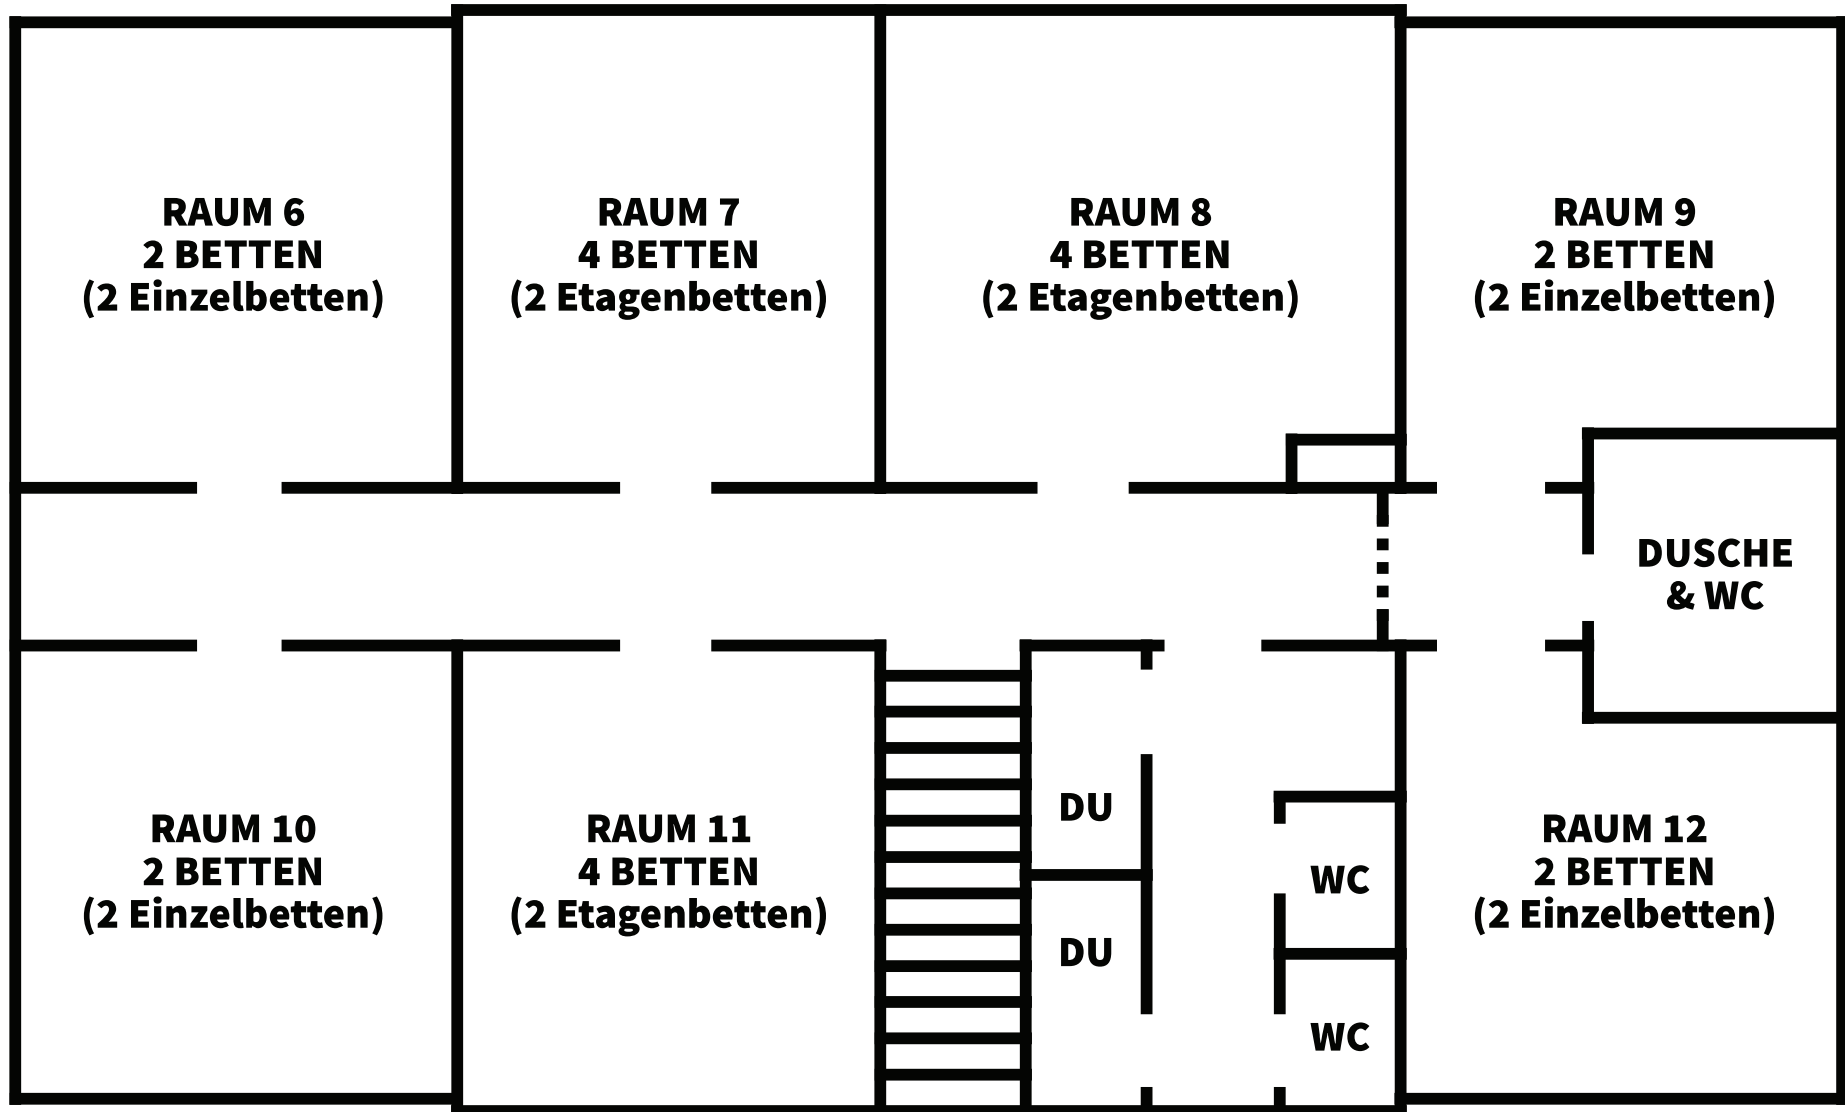 RAUM 6
2 BETTEN
(2 Einzelbetten)
RAUM 7
4 BETTEN
(2 Etagenbetten)
RAUM 8
4 BETTEN
(2 Etagenbetten)
RAUM 9
2 BETTEN
(2 Einzelbetten)
DUSCHE
& WC
RAUM 10
2 BETTEN
(2 Einzelbetten)
RAUM 11
4 BETTEN
(2 Etagenbetten)
DU
DU
WC
WC
RAUM 12
2 BETTEN
(2 Einzelbetten)